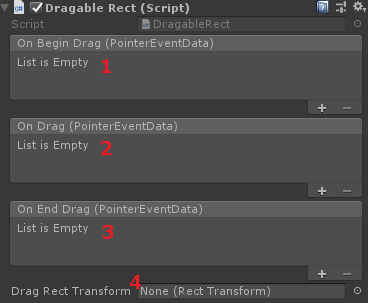 Dragable Rect (Script)
Script DragableRect
On Begin Drag (PointerEventData)
List is Empty 1
+ −
On Drag (PointerEventData)
List is Empty 2
+ −
On End Drag (PointerEventData)
List is Empty 3
+ −
Drag Rect Transform 4 None (Rect Transform)